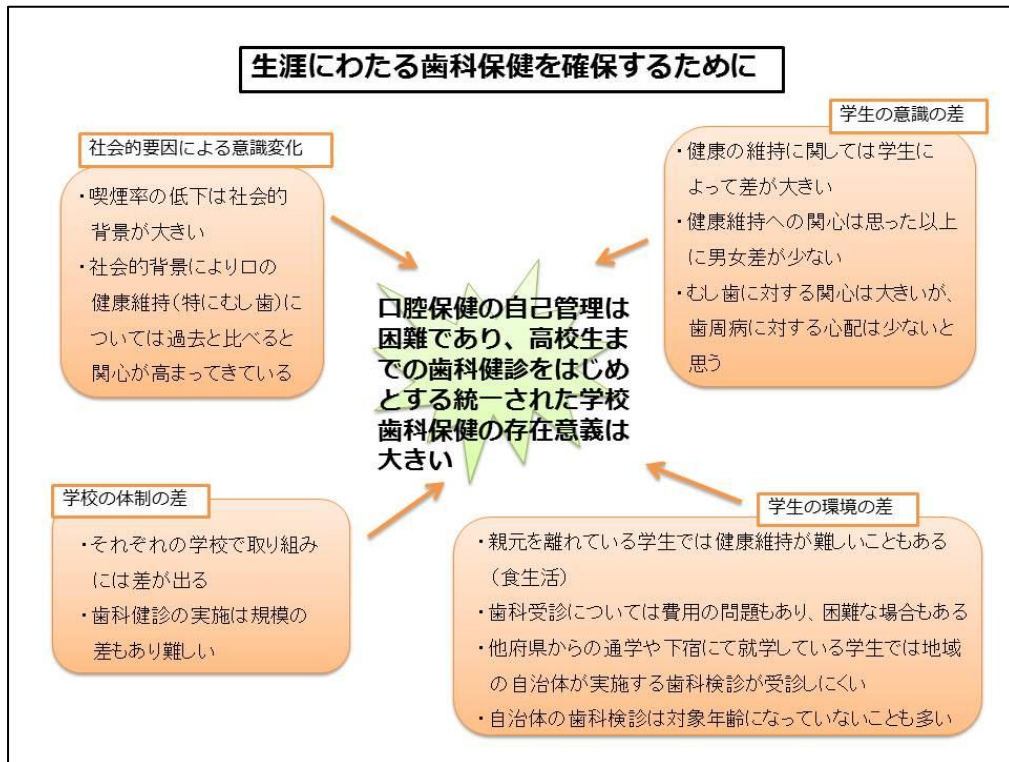 生涯にわたる歯科保健を確保するために
社会的要因による意識変化
・喫煙率の低下は社会的
背景が大きい
・社会的背景により口の
健康維持(特にむし歯)に
ついては過去と比べると
関心が高まってきている
学生の意識の差
・健康の維持に関しては学生に
よって差が大きい
・健康維持への関心は思った以上
に男女差が少ない
・むし歯に対する関心は大きいが、
歯周病に対する心配は少ないと
思う
口腔保健の自己管理は
困難であり、高校生ま
での歯科健診をはじめ
とする統一された学校
歯科保健の存在意義は
大きい
学校の体制の差
・それぞれの学校で取り組み
には差が出る
・歯科健診の実施は規模の
差もあり難しい
学生の環境の差
・親元を離れている学生では健康維持が難しいこともある
(食生活)
・歯科受診については費用の問題もあり、困難な場合もある
・他府県からの通学や下宿にて就学している学生では地域
の自治体が実施する歯科検診が受診しにくい
・自治体の歯科検診は対象年齢になっていないことも多い